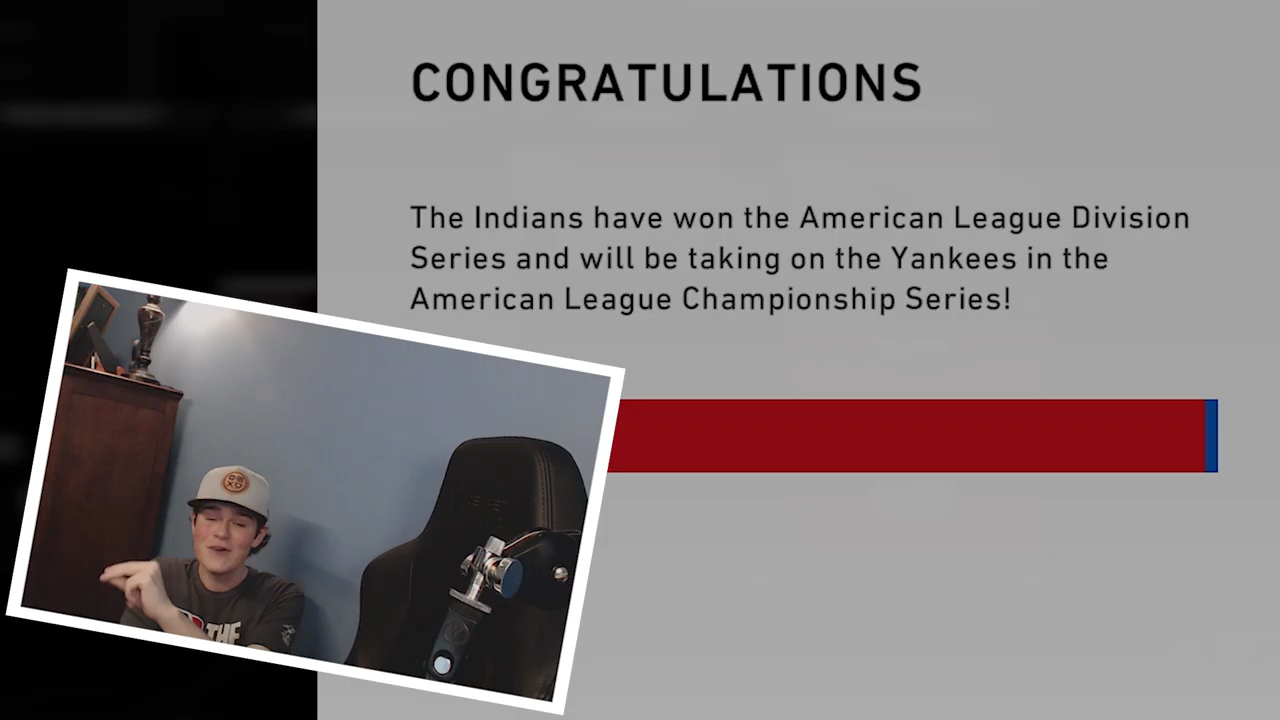 CONGRATULATIONS
The Indians have won the American League Division
Series and will be taking on the Yankees in the
American League Championship Series!
THE